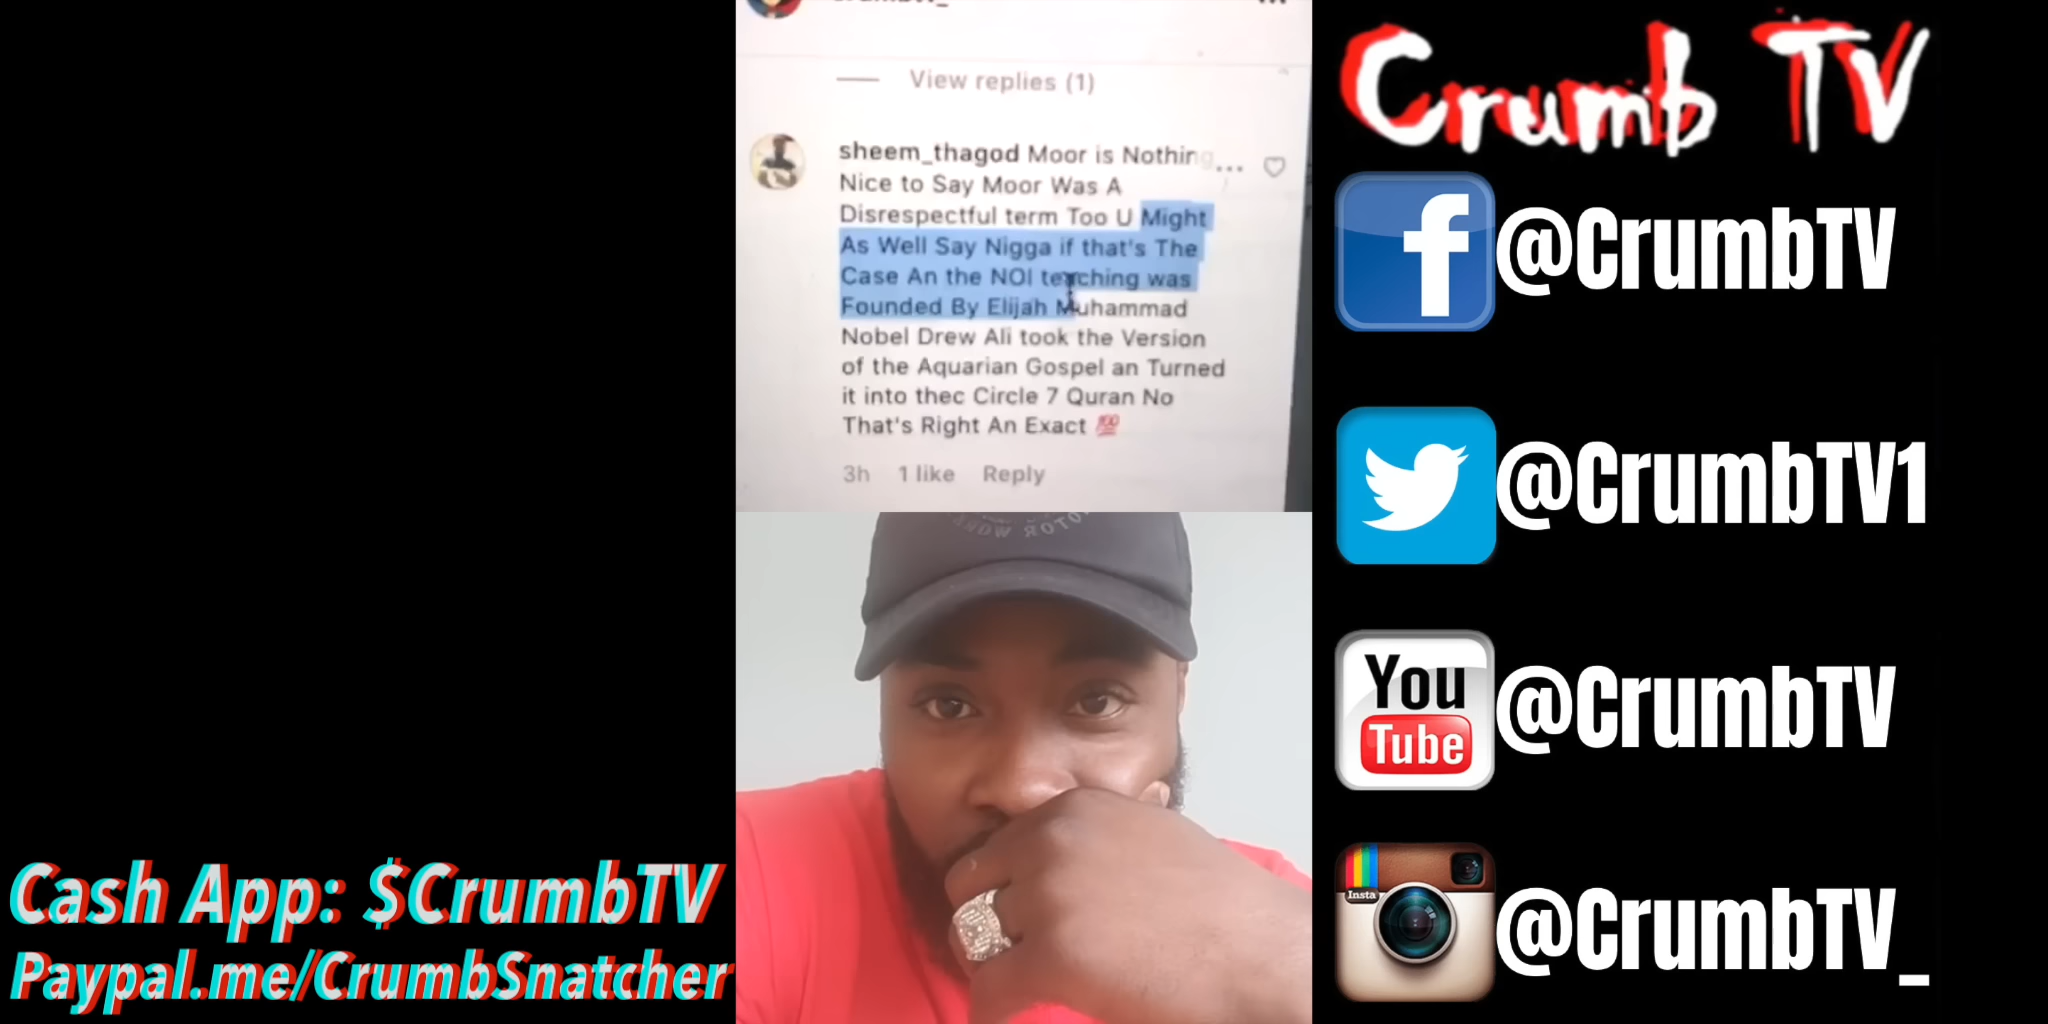 View replies (1)
sheem_thagod Moor is Nothing...
Nice to Say Moor Was A
Disrespectful term Too U Might
As Well Say Nigga if that's The
Case An the NOI teaching was
Founded By Elijah Muhammad
Nobel Drew Ali took the Version
of the Aquarian Gospel an Turned
it into thec Circle 7 Quran No
That's Right An Exact 💯
3h 1 like Reply
MOTOR
Cash App: $CrumbTV
Paypal.me/CrumbSnatcher
Crumb TV
f @CrumbTV
@CrumbTV1
You
Tube
@CrumbTV
Insta
@CrumbTV_